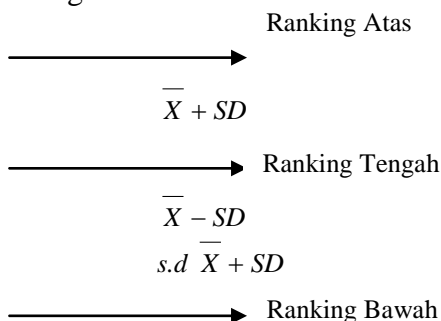 Ranking Atas
X̅ + SD
Ranking Tengah
X̅ − SD
s.d X̅ + SD
Ranking Bawah